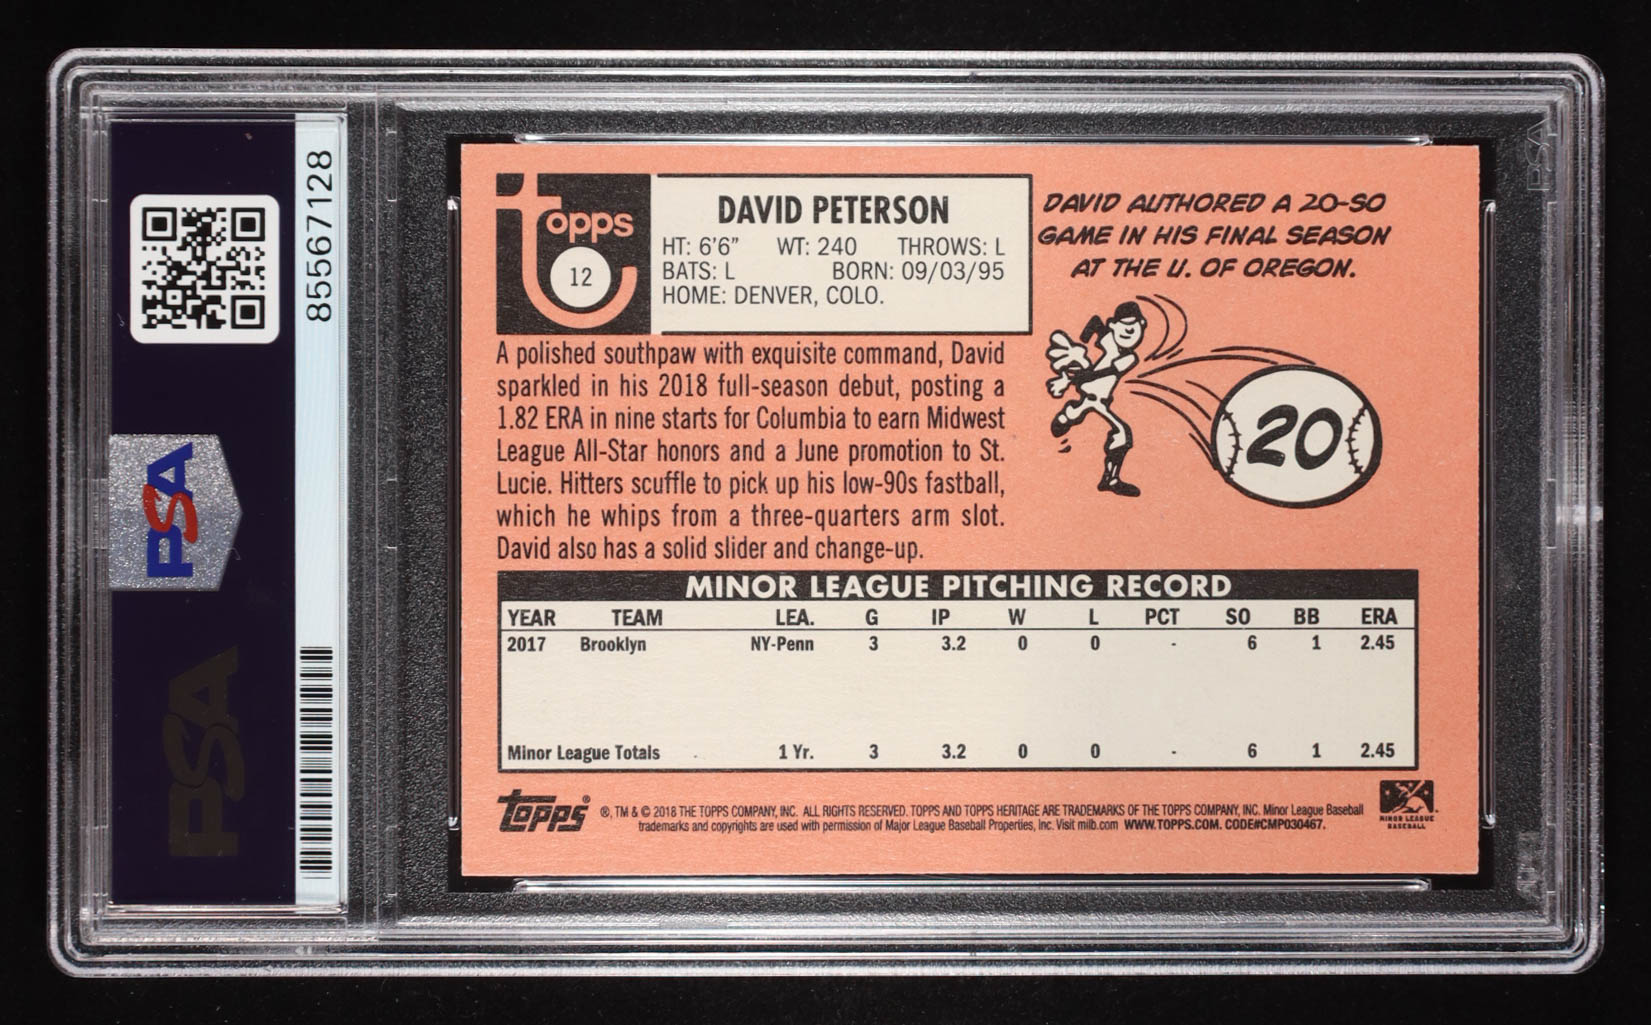 85567128
PSA
PSA
topps
12
DAVID PETERSON
HT: 6'6" WT: 240 THROWS: L
BATS: L BORN: 09/03/95
HOME: DENVER, COLO.
DAVID AUTHORED A 20-SO
GAME IN HIS FINAL SEASON
AT THE U. OF OREGON.
20
A polished southpaw with exquisite command, David
sparkled in his 2018 full-season debut, posting a
1.82 ERA in nine starts for Columbia to earn Midwest
League All-Star honors and a June promotion to St.
Lucie. Hitters scuffle to pick up his low-90s fastball,
which he whips from a three-quarters arm slot.
David also has a solid slider and change-up.
MINOR LEAGUE PITCHING RECORD
YEAR TEAM LEA. G IP W L PCT SO BB ERA
2017 Brooklyn NY-Penn 3 3.2 0 0 - 6 1 2.45
Minor League Totals 1 Yr. 3 3.2 0 0 - 6 1 2.45
topps
®, TM & © 2018 THE TOPPS COMPANY, INC. ALL RIGHTS RESERVED. TOPPS AND TOPPS HERITAGE ARE TRADEMARKS OF THE TOPPS COMPANY, INC. Minor League Baseball
trademarks and copyrights are used with permission of Major League Baseball Properties, Inc. Visit milb.com WWW.TOPPS.COM. CODE#CMP030467.
MINOR LEAGUE
BASEBALL
PSA